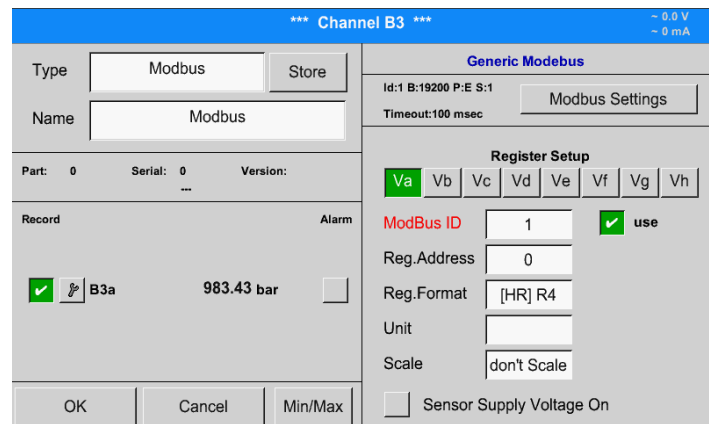 *** Channel B3 ***
~ 0.0 V
~ 0 mA
Type Modbus Store
Name Modbus
Part: 0 Serial: 0 Version:
---
Record Alarm
B3a 983.43 bar
OK Cancel Min/Max
Generic Modebus
Id:1 B:19200 P:E S:1
Timeout:100 msec
Modbus Settings
Register Setup
Va Vb Vc Vd Ve Vf Vg Vh
ModBus ID 1 use
Reg.Address 0
Reg.Format [HR] R4
Unit
Scale don't Scale
Sensor Supply Voltage On